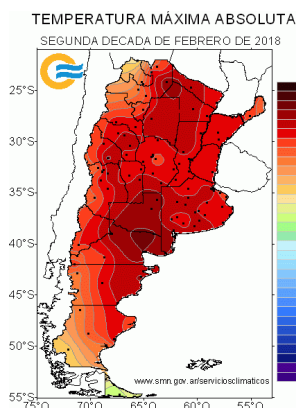 TEMPERATURA MÁXIMA ABSOLUTA
SEGUNDA DECADA DE FEBRERO DE 2018
25°S
30°S
35°S
40°S
45°S
50°S
55°S
www.smn.gov.ar/serviciosclimaticos
75°O
70°O
65°O
60°O
55°O